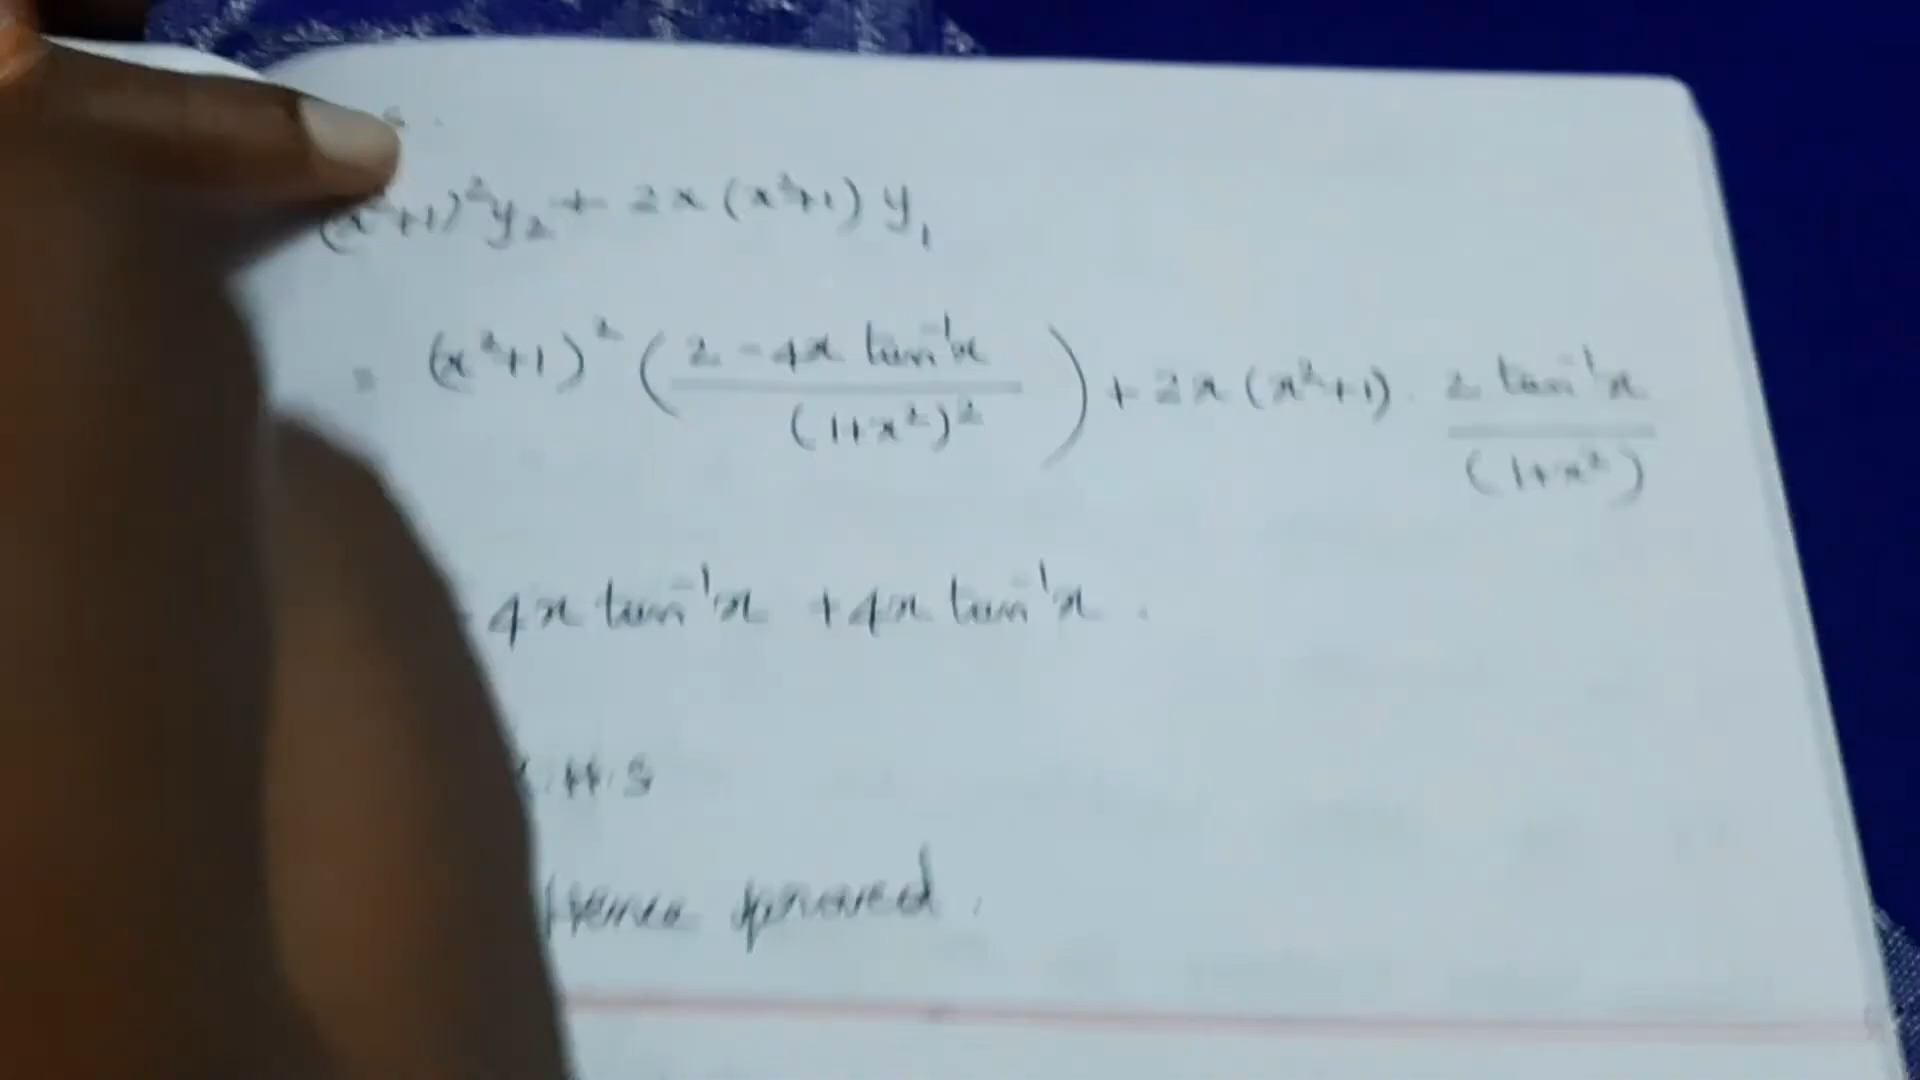 (x²+1)²y₂ + 2x (x²+1) y₁
= (x²+1)² ( 2 - 4x tan⁻¹x / (1+x²)² ) + 2x (x²+1) . 2 tan⁻¹x / (1+x²)
- 4x tan⁻¹x + 4x tan⁻¹x .
.H.S
Hence proved .